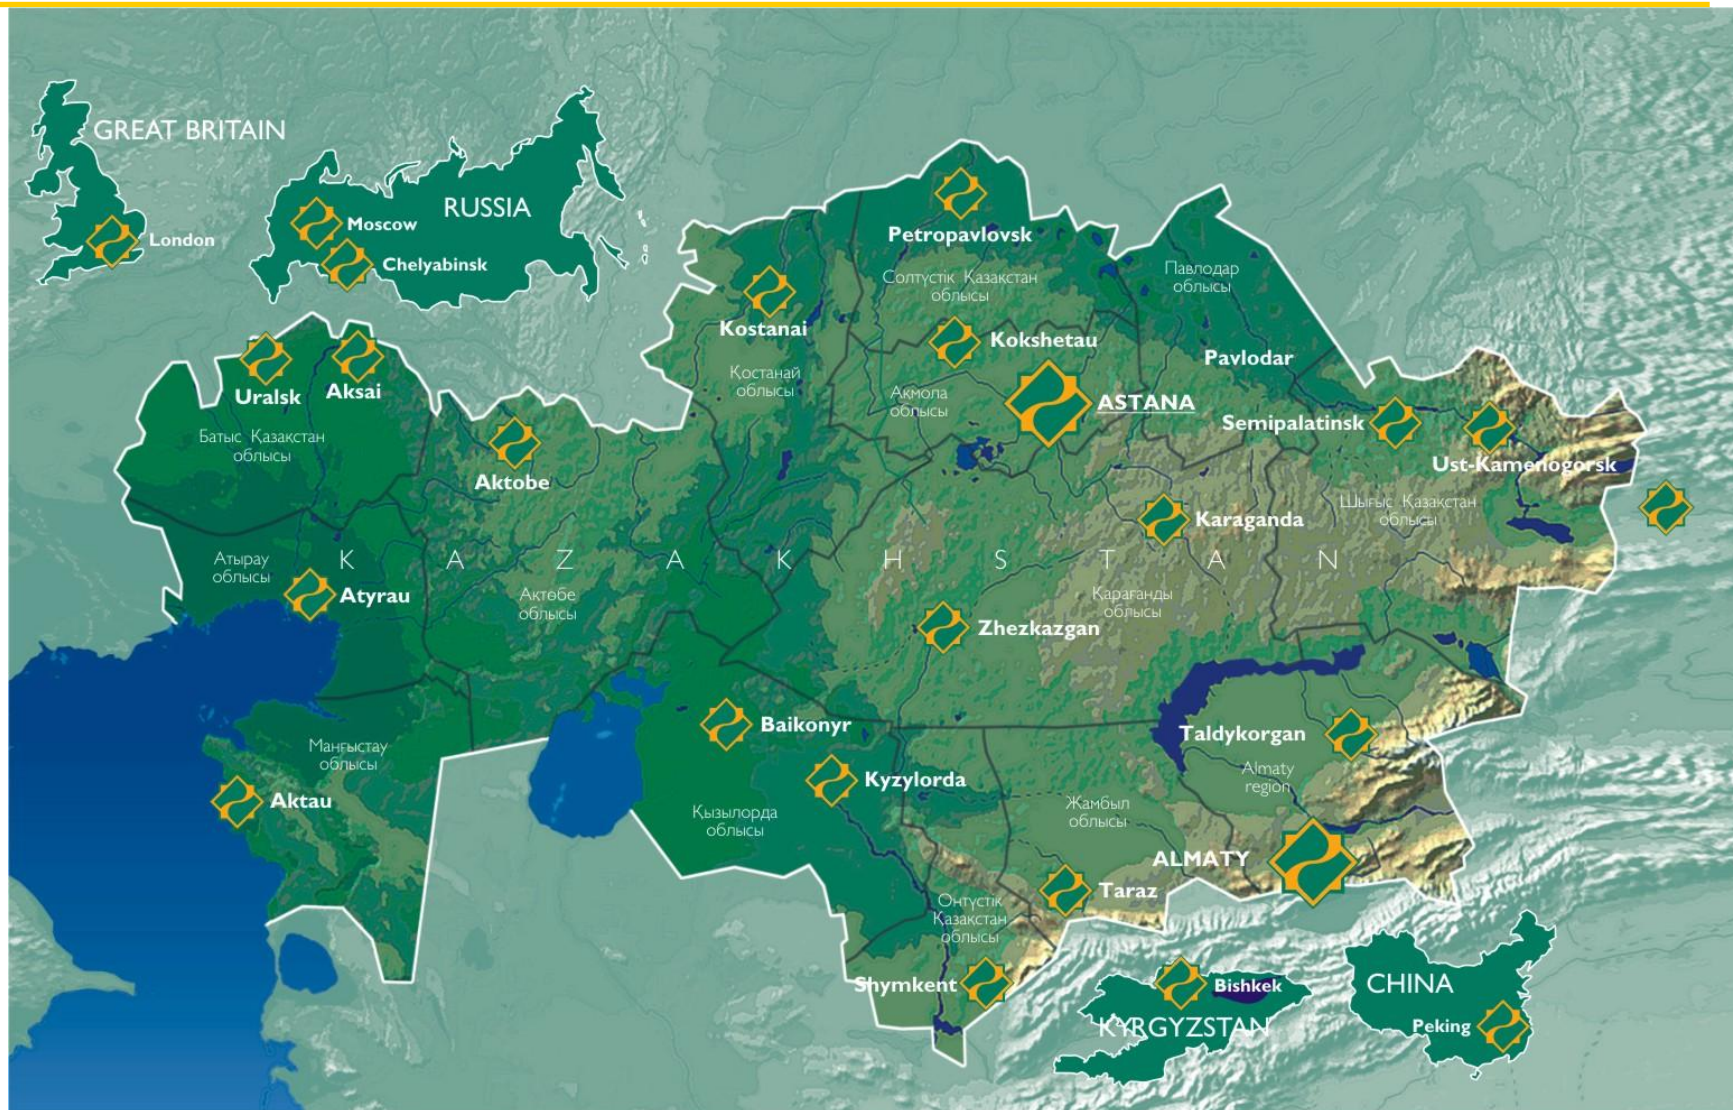 GREAT BRITAIN
London
RUSSIA
Moscow
Chelyabinsk
Petropavlovsk
Солтүстік Қазақстан
облысы
Павлодар
облысы
Kostanai
Қостанай
облысы
Kokshetau
Pavlodar
Ақмола
облысы
ASTANA
Semipalatinsk
Ust-Kamenogorsk
Uralsk
Aksai
Батыс Қазақстан
облысы
Aktobe
Karaganda
Шығыс Қазақстан
облысы
K A Z A K H S T A N
Атырау
облысы
Atyrau
Ақтөбе
облысы
Қарағанды
облысы
Zhezkazgan
Baikonyr
Taldykorgan
Маңғыстау
облысы
Almaty
region
Aktau
Kyzylorda
Қызылорда
облысы
Жамбыл
облысы
ALMATY
Taraz
Оңтүстік
Қазақстан
облысы
Shymkent
Bishkek
KYRGYZSTAN
CHINA
Peking